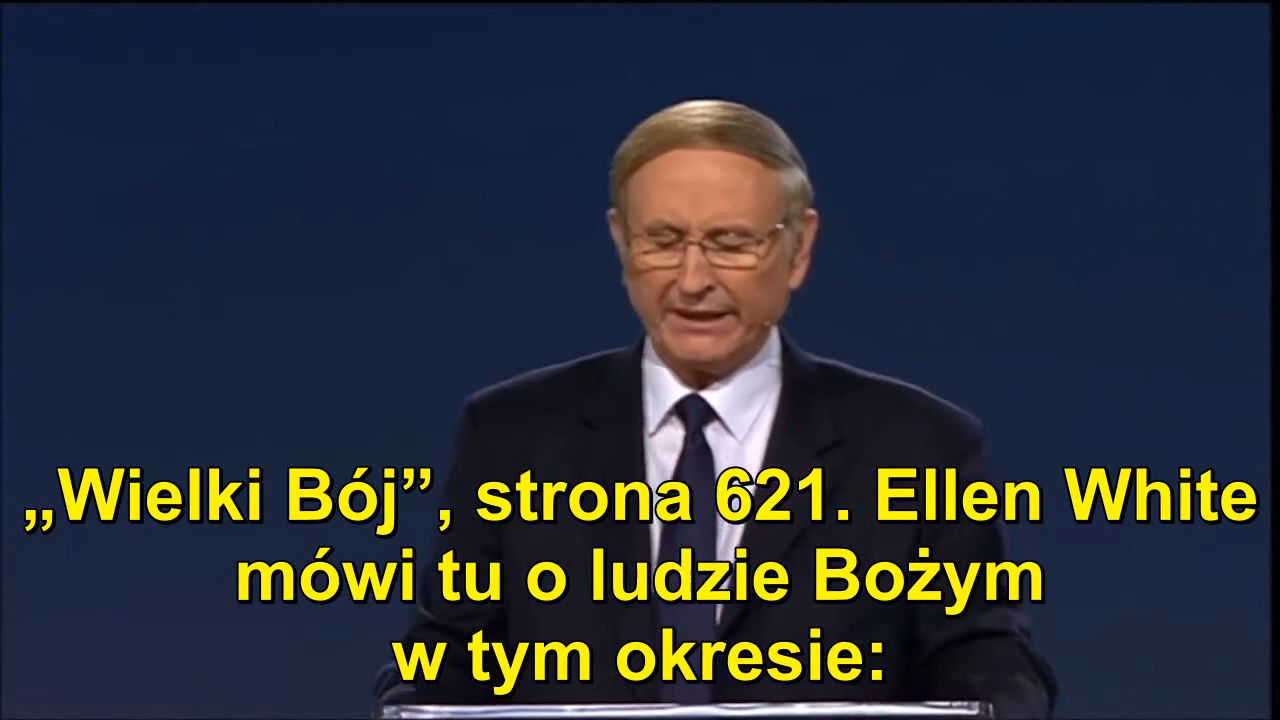 „Wielki Bój”, strona 621. Ellen White
mówi tu o ludzie Bożym
w tym okresie: